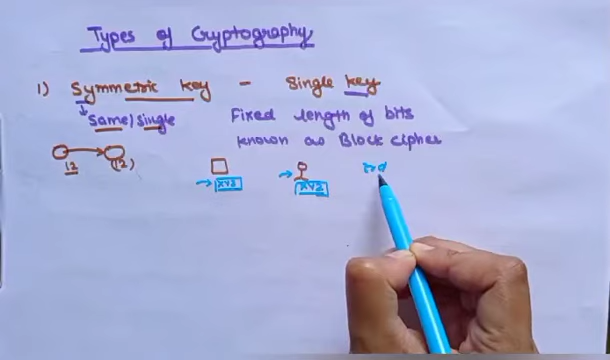 Types of Cryptography
1) Symmetric key - Single key
Same/single
Fixed length of bits
known as Block cipher
12
(12)
XYZ
XYZ